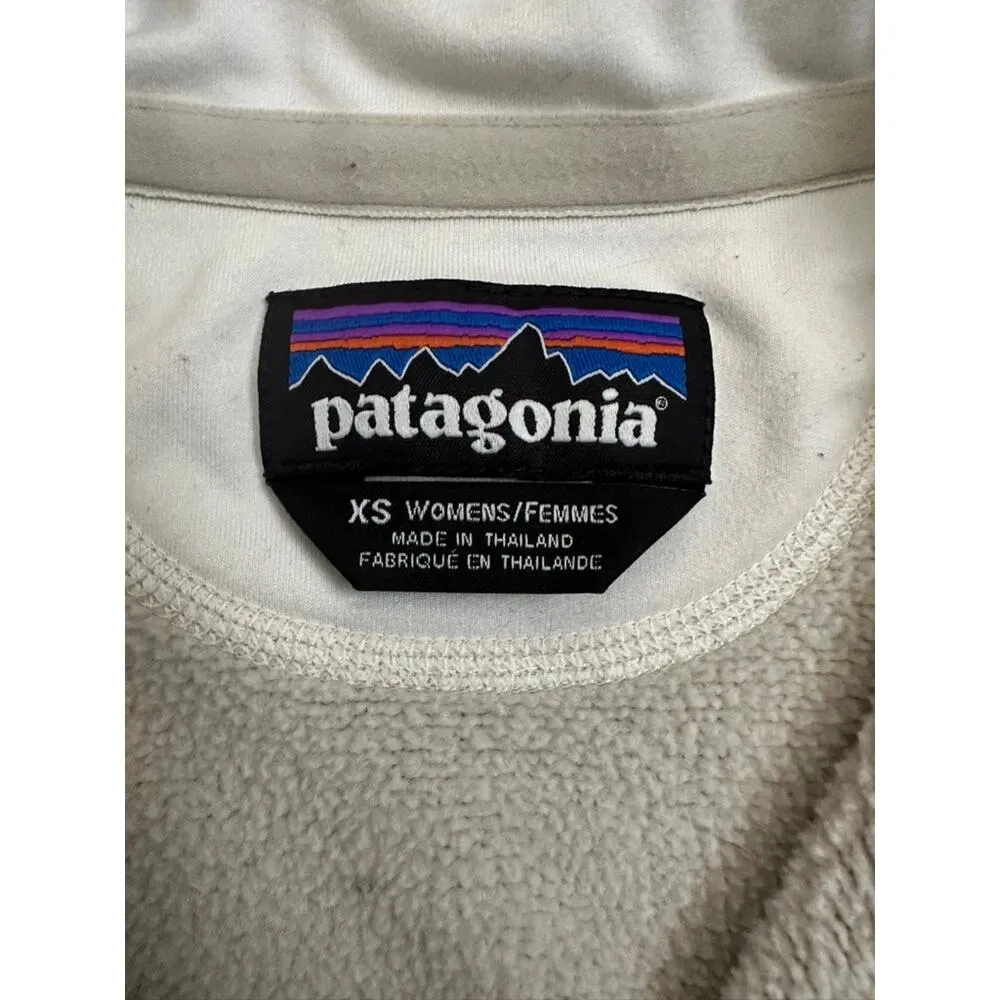 patagonia®
XS WOMENS/FEMMES
MADE IN THAILAND
FABRIQUÉ EN THAILANDE